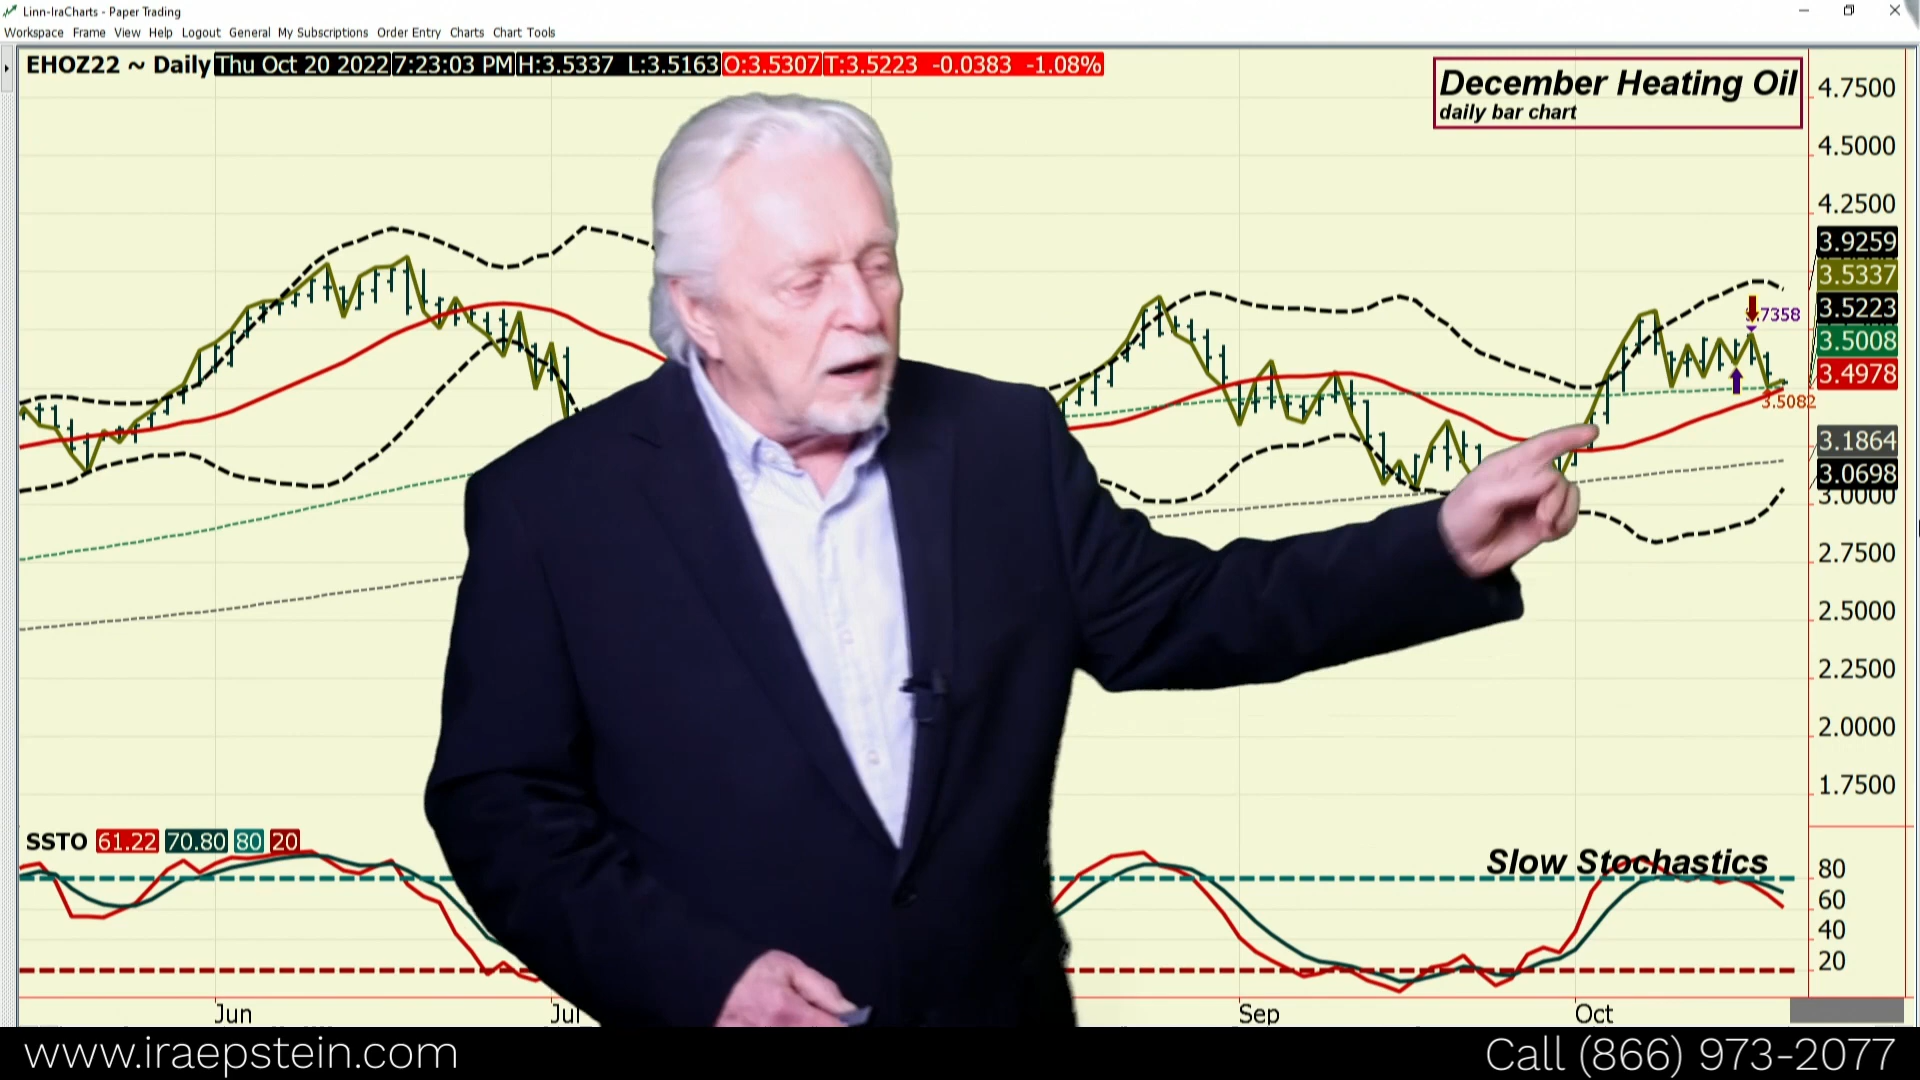 Linn-IraCharts - Paper Trading
Workspace Frame View Help Logout General My Subscriptions Order Entry Charts Chart Tools
EHOZ22 ~ Daily Thu Oct 20 2022 7:23:03 PM H:3.5337 L:3.5163 O:3.5307 T:3.5223 -0.0383 -1.08%
December Heating Oil
daily bar chart
4.7500
4.5000
4.2500
3.9259
3.5337
3.5223
3.5008
3.4978
3.1864
3.0698
3.0000
2.7500
2.5000
2.2500
2.0000
1.7500
.7358
3.5082
SSTO 61.22 70.80 80 20
Slow Stochastics
80
60
40
20
Jun Jul Sep Oct
www.iraepstein.com
Call (866) 973-2077